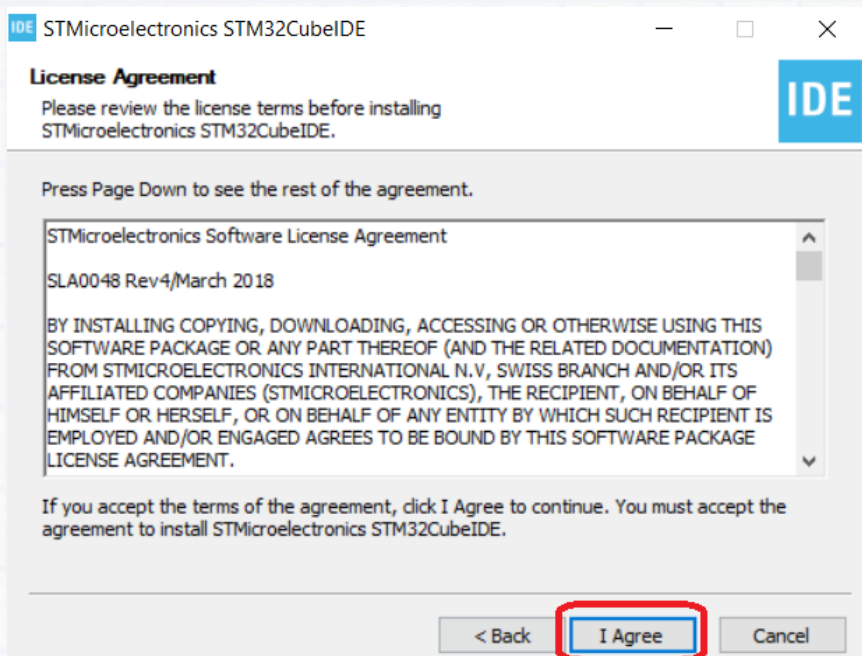 IDE STMicroelectronics STM32CubeIDE
License Agreement
Please review the license terms before installing
STMicroelectronics STM32CubeIDE.
IDE
Press Page Down to see the rest of the agreement.
STMicroelectronics Software License Agreement
SLA0048 Rev4/March 2018
BY INSTALLING COPYING, DOWNLOADING, ACCESSING OR OTHERWISE USING THIS
SOFTWARE PACKAGE OR ANY PART THEREOF (AND THE RELATED DOCUMENTATION)
FROM STMICROELECTRONICS INTERNATIONAL N.V, SWISS BRANCH AND/OR ITS
AFFILIATED COMPANIES (STMICROELECTRONICS), THE RECIPIENT, ON BEHALF OF
HIMSELF OR HERSELF, OR ON BEHALF OF ANY ENTITY BY WHICH SUCH RECIPIENT IS
EMPLOYED AND/OR ENGAGED AGREES TO BE BOUND BY THIS SOFTWARE PACKAGE
LICENSE AGREEMENT.
If you accept the terms of the agreement, click I Agree to continue. You must accept the
agreement to install STMicroelectronics STM32CubeIDE.
< Back I Agree Cancel